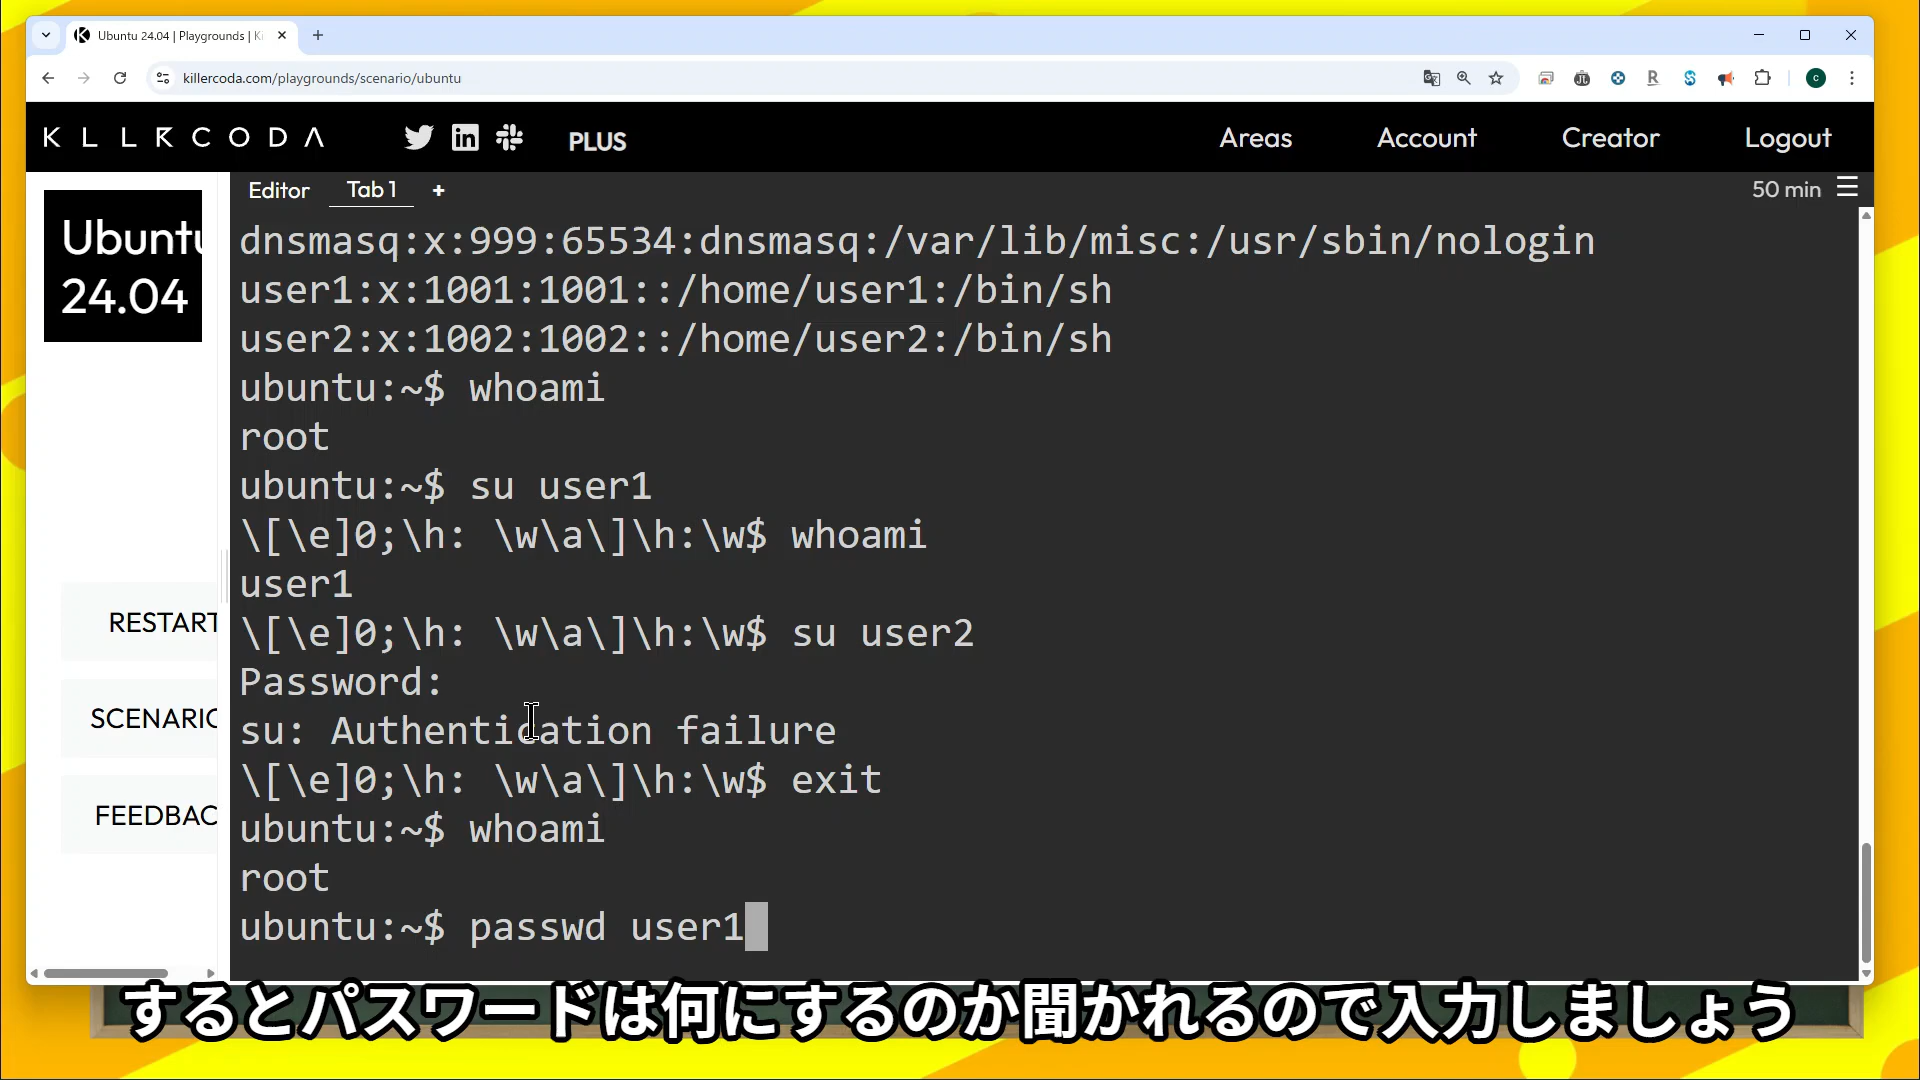 Ubuntu 24.04 | Playgrounds | Ki
killercoda.com/playgrounds/scenario/ubuntu
KLLRCODA
PLUS
Areas
Account
Creator
Logout
Ubuntu
24.04
RESTART
SCENARIO
FEEDBAC
Editor
Tab 1
+
50 min
dnsmasq:x:999:65534:dnsmasq:/var/lib/misc:/usr/sbin/nologin
user1:x:1001:1001::/home/user1:/bin/sh
user2:x:1002:1002::/home/user2:/bin/sh
ubuntu:~$ whoami
root
ubuntu:~$ su user1
\[\e]0;\h: \w\a\]\h:\w$ whoami
user1
\[\e]0;\h: \w\a\]\h:\w$ su user2
Password:
su: Authentication failure
\[\e]0;\h: \w\a\]\h:\w$ exit
ubuntu:~$ whoami
root
ubuntu:~$ passwd user1
するとパスワードは何にするのか聞かれるので入力しましょう